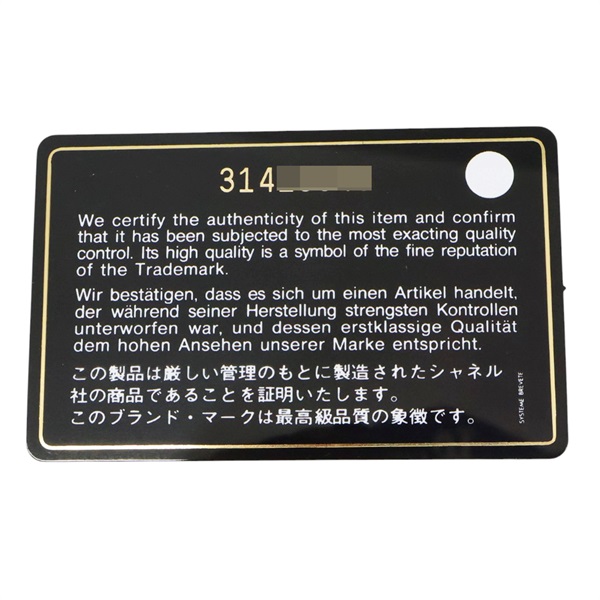 314
We certify the authenticity of this item and confirm
that it has been subjected to the most exacting quality
control. Its high quality is a symbol of the fine reputation
of the Trademark.
Wir bestätigen, dass es sich um einen Artikel handelt,
der während seiner Herstellung strengsten Kontrollen
unterworfen war, und dessen erstklassige Qualität
dem hohen Ansehen unserer Marke entspricht.
この製品は厳しい管理のもとに製造されたシャネル
社の商品であることを証明いたします。
このブランド・マークは最高級品質の象徴です。
SYSTEME BREVETE